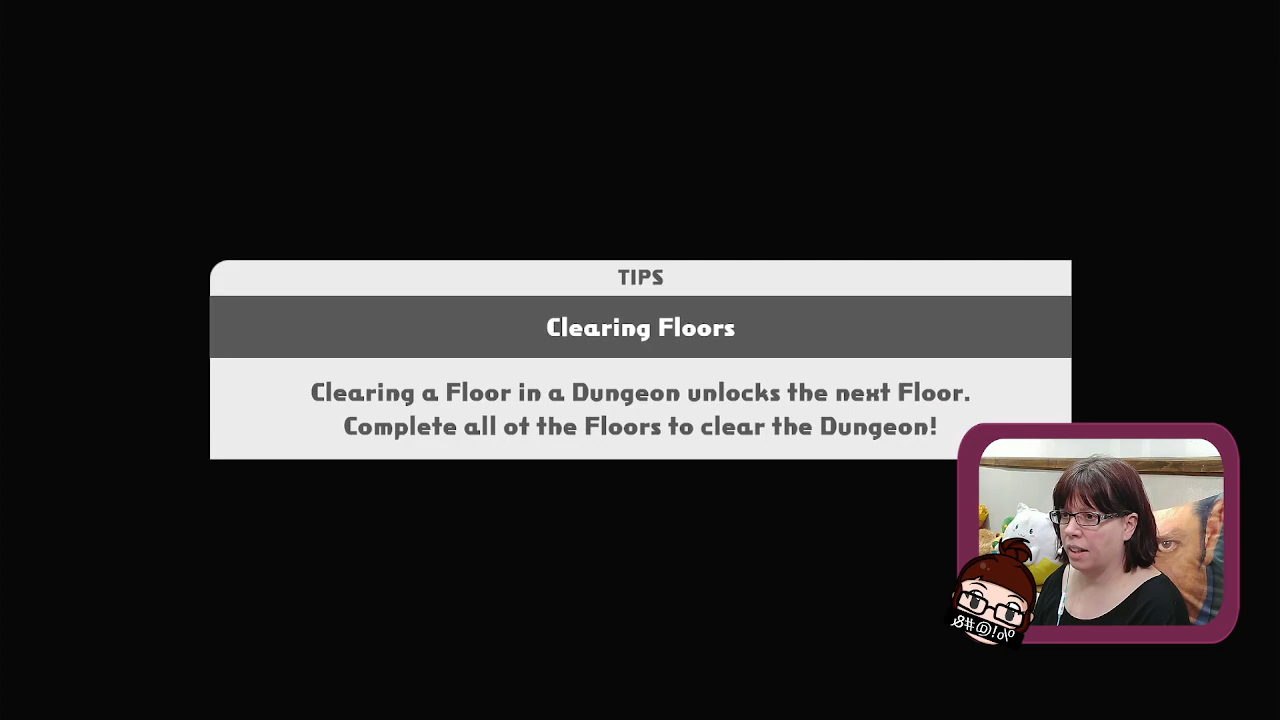 TIPS
Clearing Floors
Clearing a Floor in a Dungeon unlocks the next Floor.
Complete all of the Floors to clear the Dungeon!
&#@!%